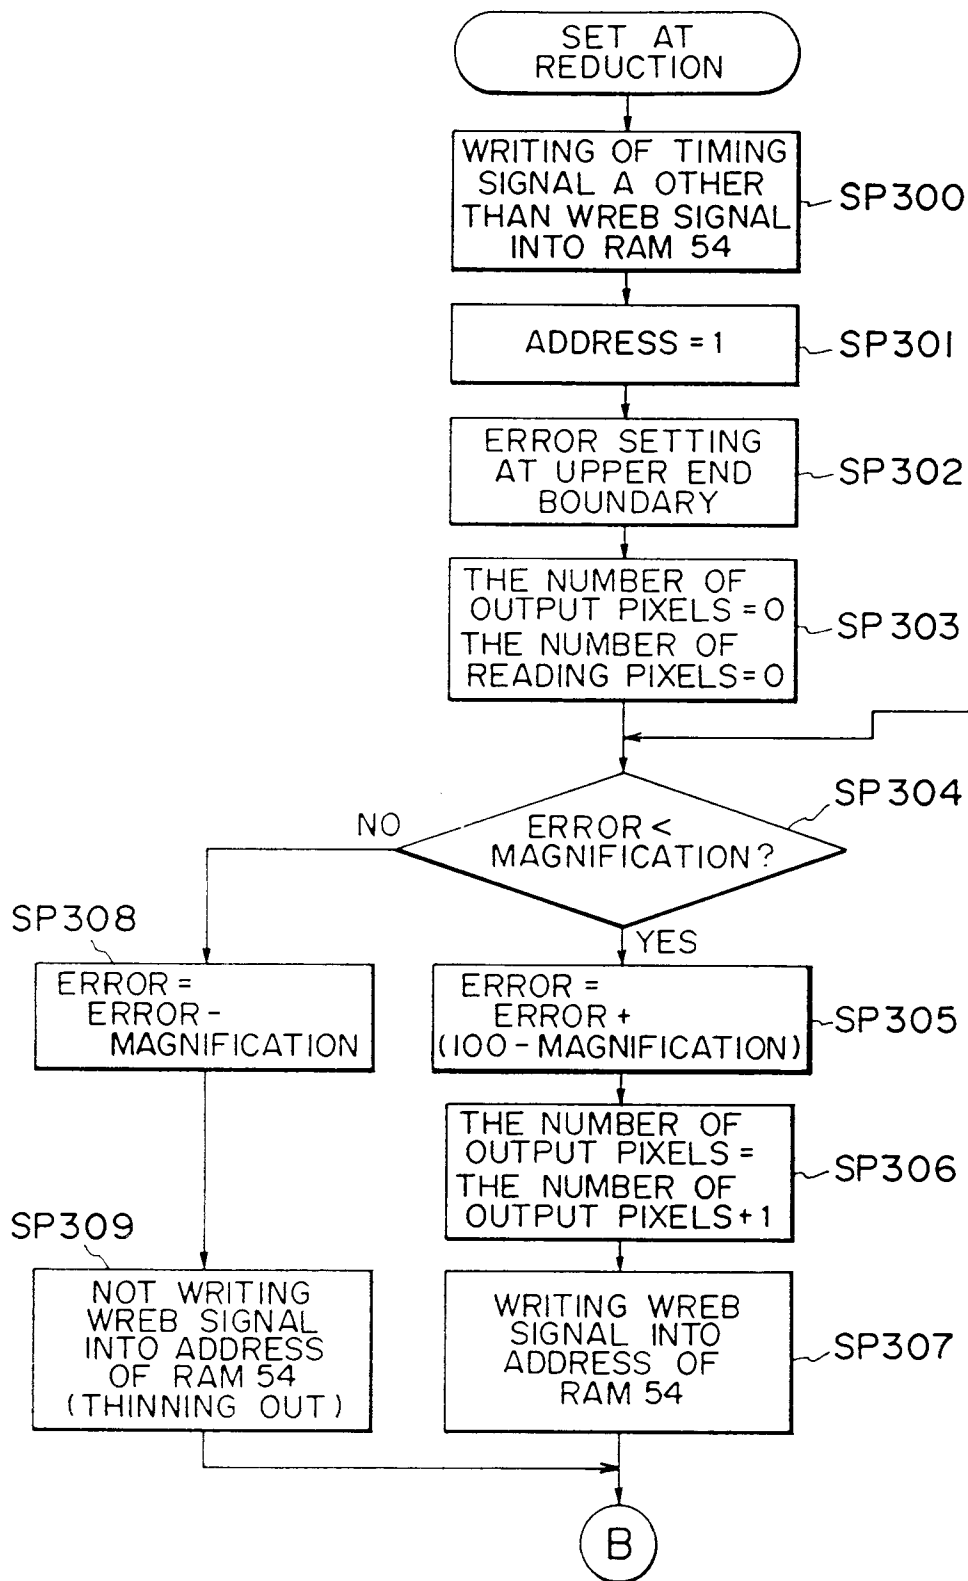 SET AT
REDUCTION
WRITING OF TIMING
SIGNAL A OTHER
THAN WREB SIGNAL
INTO RAM 54
SP300
ADDRESS = 1
SP301
ERROR SETTING
AT UPPER END
BOUNDARY
SP302
THE NUMBER OF
OUTPUT PIXELS = 0
THE NUMBER OF
READING PIXELS = 0
SP303
SP304
ERROR <
MAGNIFICATION?
NO
YES
SP308
ERROR =
ERROR -
MAGNIFICATION
ERROR =
ERROR +
(100 - MAGNIFICATION)
SP305
THE NUMBER OF
OUTPUT PIXELS =
THE NUMBER OF
OUTPUT PIXELS + 1
SP306
SP309
NOT WRITING
WREB SIGNAL
INTO ADDRESS
OF RAM 54
(THINNING OUT)
WRITING WREB
SIGNAL INTO
ADDRESS OF
RAM 54
SP307
B